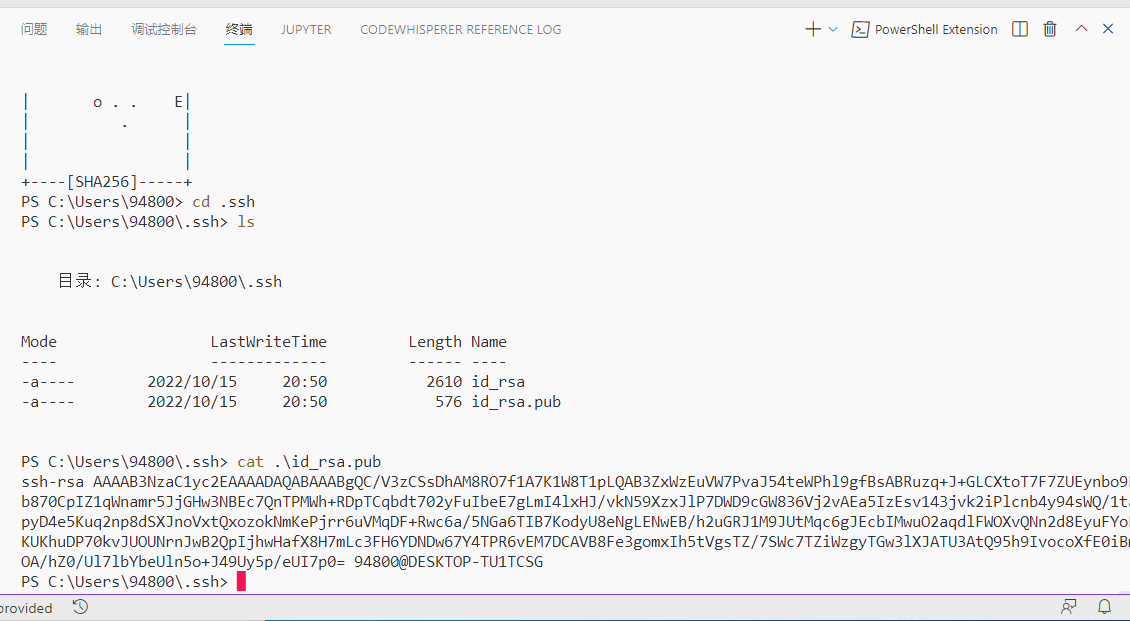 问题 输出 调试控制台 终端 JUPYTER CODEWHISPERER REFERENCE LOG PowerShell Extension
| o . . E|
| . |
| |
| |
+----[SHA256]-----+
PS C:\Users\94800> cd .ssh
PS C:\Users\94800\.ssh> ls
目录: C:\Users\94800\.ssh
Mode LastWriteTime Length Name
---- ------------- ------ ----
-a---- 2022/10/15 20:50 2610 id_rsa
-a---- 2022/10/15 20:50 576 id_rsa.pub
PS C:\Users\94800\.ssh> cat .\id_rsa.pub
ssh-rsa AAAAB3NzaC1yc2EAAAADAQABAAABgQC/V3zCSsDhAM8RO7f1A7K1W8T1pLQAB3ZxWzEuVW7PvaJ54teWPhl9gfBsABRuzq+J+GLCXtoT7F7ZUEynbo9
b870CpIZ1qWnamr5JjGHw3NBEc7QnTPMWh+RDpTCqbdt702yFuIbeE7gLmI4lxHJ/vkN59XzxJlP7DWD9cGW836Vj2vAEa5IzEsv143jvk2iPlcnb4y94sWQ/1t
pyD4e5Kuq2np8dSXJnoVxtQxozokNmKePjrr6uVMqDF+Rwc6a/5NGa6TIB7KodyU8eNgLENwEB/h2uGRJ1M9JUtMqc6gJEcbIMwuO2aqdlFWOXvQNn2d8EyuFYo
KUKhuDP70kvJUOUNrnJwB2QpIjhwHafX8H7mLc3FH6YDNDw67Y4TPR6vEM7DCAVB8Fe3gomxIh5tVgsTZ/7SWc7TZiWzgyTGw3lXJATU3AtQ95h9IvocoXfE0iB
OA/hZ0/Ul7lbYbeUln5o+J49Uy5p/eUI7p0= 94800@DESKTOP-TU1TCSG
PS C:\Users\94800\.ssh>
provided